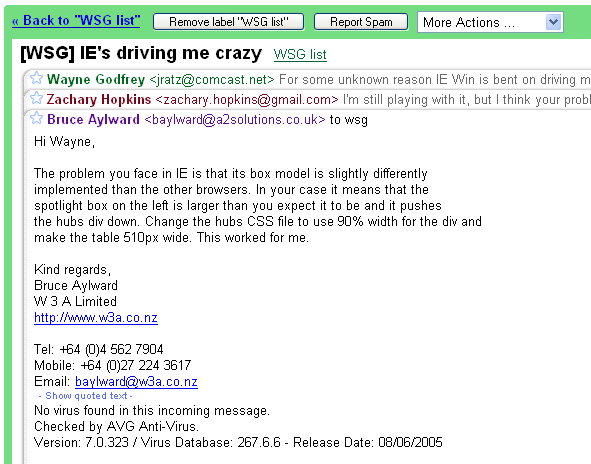 « Back to "WSG list" Remove label "WSG list" Report Spam More Actions ...
[WSG] IE's driving me crazy WSG list
Wayne Godfrey <jratz@comcast.net> For some unknown reason IE Win is bent on driving m
Zachary Hopkins <zachary.hopkins@gmail.com> I'm still playing with it, but I think your probl
Bruce Aylward <baylward@a2solutions.co.uk> to wsg
Hi Wayne,
The problem you face in IE is that its box model is slightly differently
implemented than the other browsers. In your case it means that the
spotlight box on the left is larger than you expect it to be and it pushes
the hubs div down. Change the hubs CSS file to use 90% width for the div and
make the table 510px wide. This worked for me.
Kind regards,
Bruce Aylward
W 3 A Limited
http://www.w3a.co.nz
Tel: +64 (0)4 562 7904
Mobile: +64 (0)27 224 3617
Email: baylward@w3a.co.nz
- Show quoted text -
No virus found in this incoming message.
Checked by AVG Anti-Virus.
Version: 7.0.323 / Virus Database: 267.6.6 - Release Date: 08/06/2005